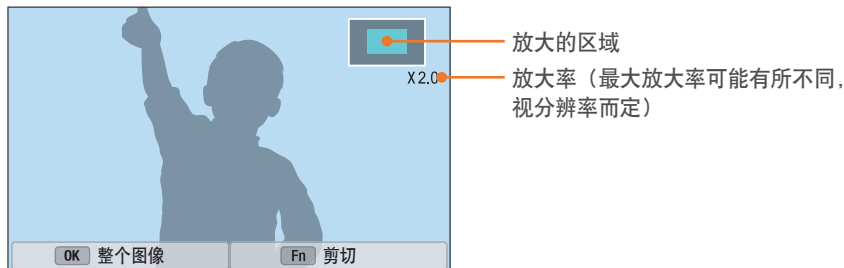 放大的区域
X2.0
放大率（最大放大率可能有所不同，
视分辨率而定）
OK 整个图像
Fn 剪切